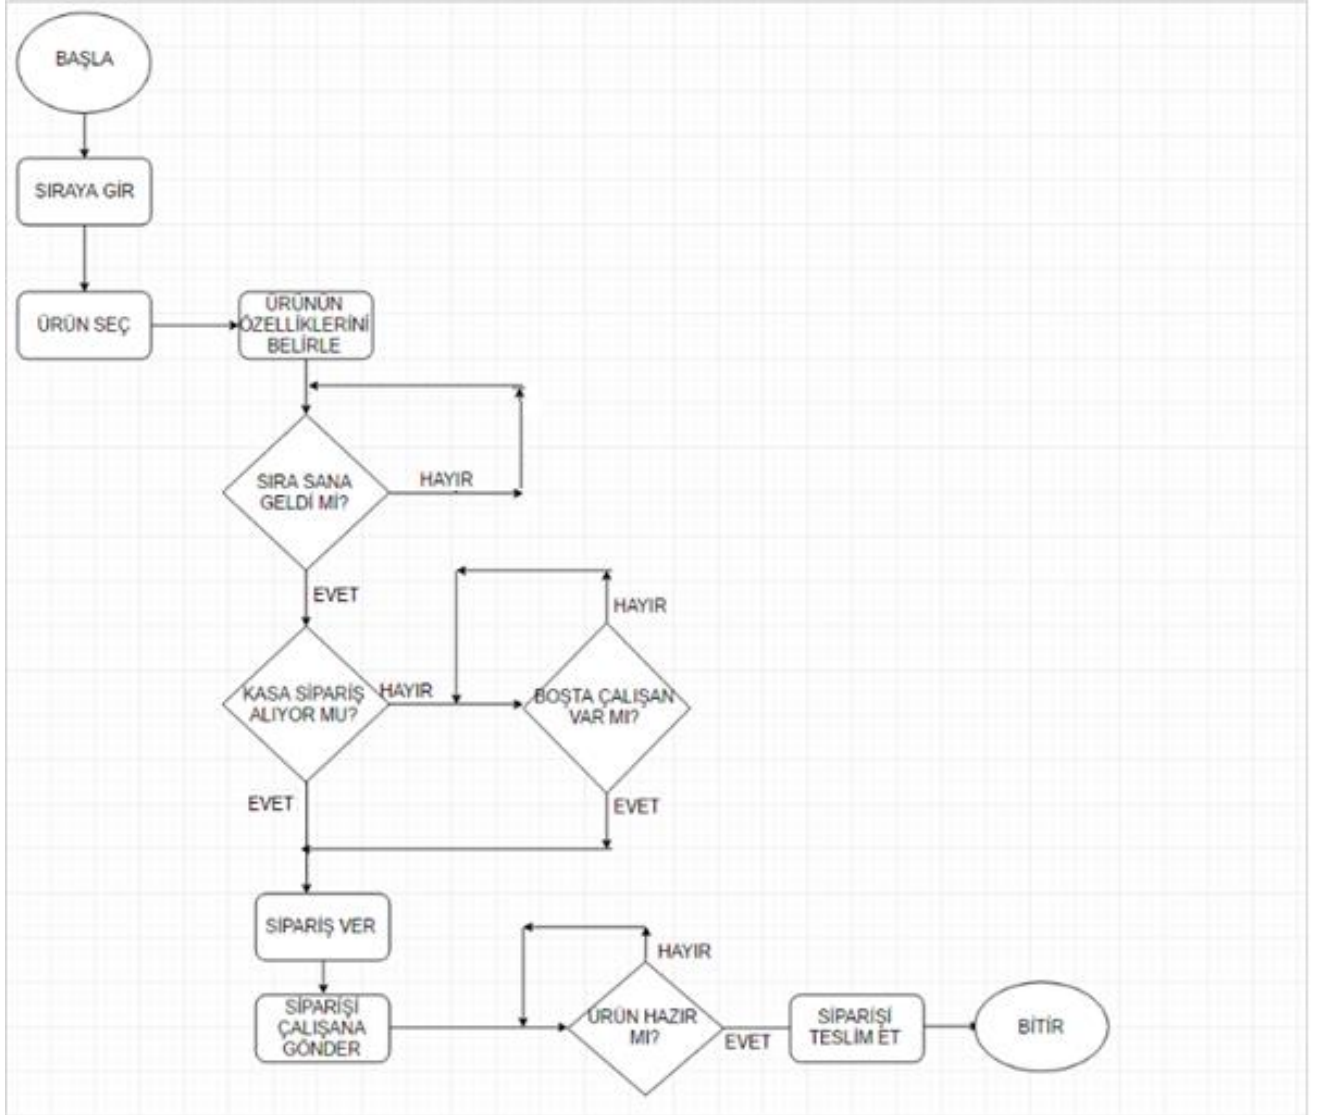 BAŞLA
SIRAYA GİR
ÜRÜN SEÇ
ÜRÜNÜN
ÖZELLİKLERİNİ
BELİRLE
SIRA SANA
GELDİ Mİ?
HAYIR
EVET
KASA SİPARİŞ
ALIYOR MU?
HAYIR
BOŞTA ÇALIŞAN
VAR MI?
HAYIR
EVET
EVET
SİPARİŞ VER
SİPARİŞİ
ÇALIŞANA
GÖNDER
ÜRÜN HAZIR
MI?
HAYIR
EVET
SİPARİŞİ
TESLİM ET
BİTİR